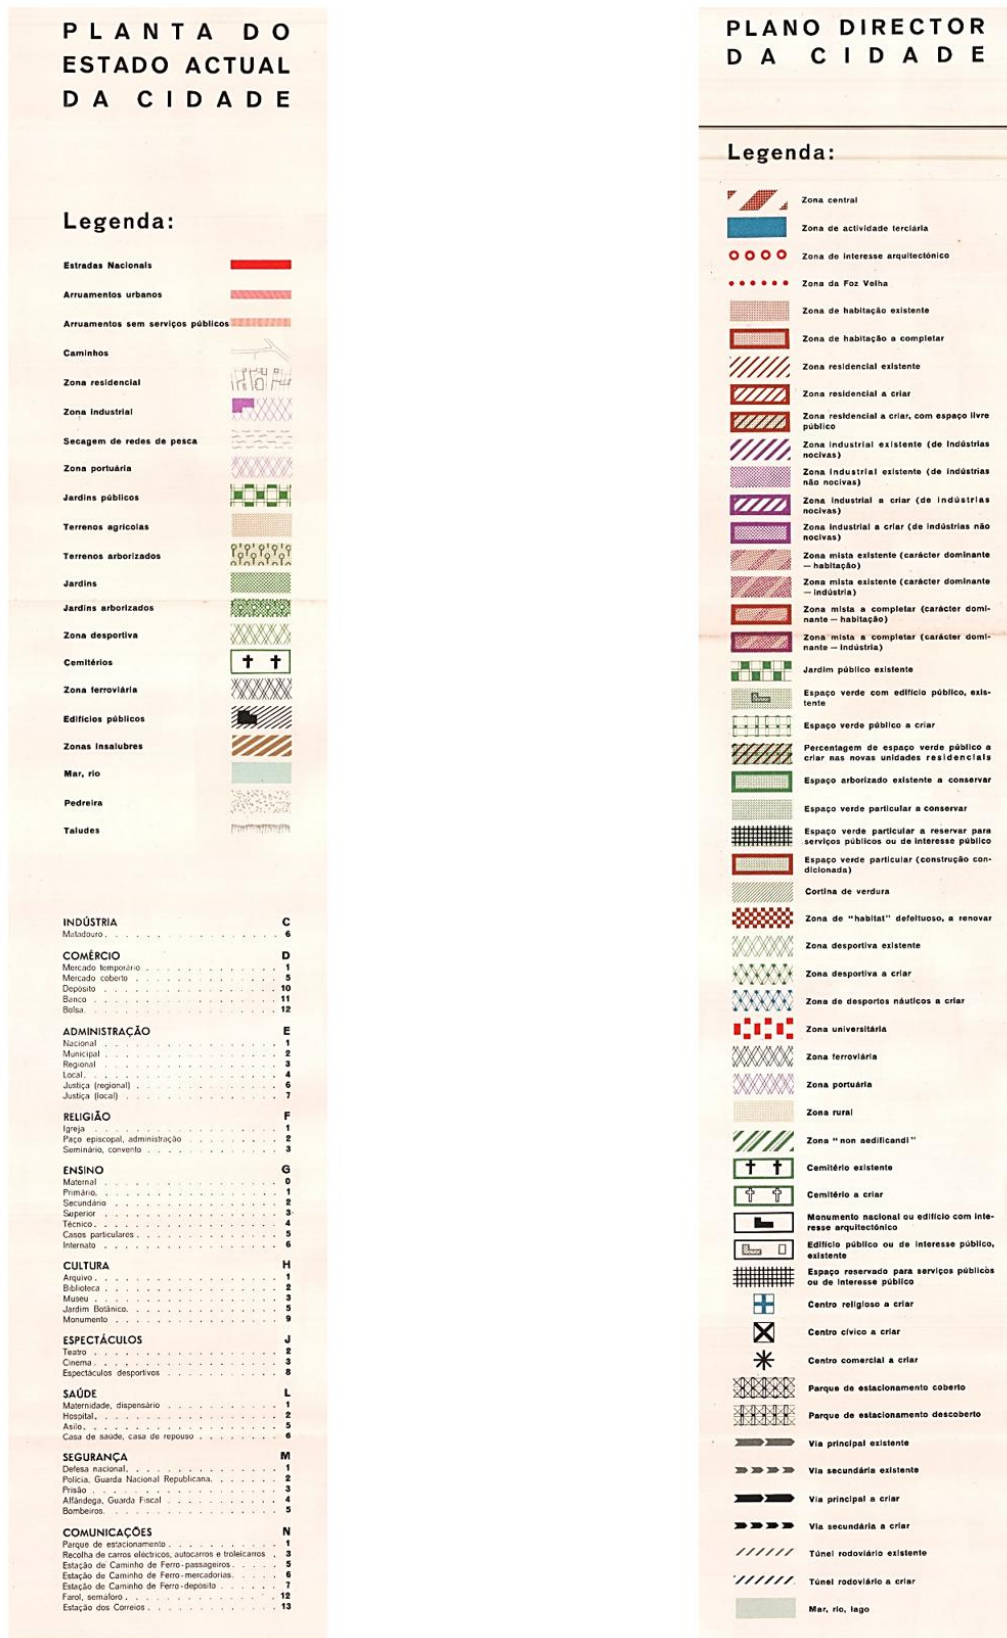 PLANTA DO
ESTADO ACTUAL
DA CIDADE
Legenda:
Estradas Nacionais
Arruamentos urbanos
Arruamentos sem serviços públicos
Caminhos
Zona residencial
Zona industrial
Secagem de redes de pesca
Zona portuária
Jardins públicos
Terrenos agrícolas
Terrenos arborizados
Jardins
Jardins arborizados
Zona desportiva
Cemitérios
Zona ferroviária
Edifícios públicos
Zonas insalubres
Mar, rio
Pedreira
Taludes
INDÚSTRIA C
Matadouro 6
COMÉRCIO D
Mercado temporário 1
Mercado coberto 5
Depósito 10
Banco 11
Bolsa 12
ADMINISTRAÇÃO E
Nacional 1
Municipal 2
Regional 3
Local 4
Justiça (regional) 6
Justiça (local) 7
RELIGIÃO F
Igreja 1
Paço episcopal, administração 2
Seminário, convento 3
ENSINO G
Maternal 0
Primário 1
Secundário 2
Superior 3
Técnico 4
Casos particulares 5
Internato 6
CULTURA H
Arquivo 1
Biblioteca 2
Museu 3
Jardim Botânico 5
Monumento 9
ESPECTÁCULOS J
Teatro 2
Cinema 3
Espectáculos desportivos 8
SAÚDE L
Maternidade, dispensário 1
Hospital 2
Asilo 5
Casa de saúde, casa de repouso 6
SEGURANÇA M
Defesa nacional 1
Polícia, Guarda Nacional Republicana 2
Prisão 3
Alfândega, Guarda Fiscal 4
Bombeiros 5
COMUNICAÇÕES N
Parque de estacionamento 1
Recolha de carros eléctricos, autocarros e troleicarros 3
Estação de Caminho de Ferro-passageiros 5
Estação de Caminho de Ferro-mercadorias 6
Estação de Caminho de Ferro-depósito 7
Farol, semáforo 12
Estação dos Correios 13
PLANO DIRECTOR
DA CIDADE
Legenda:
Zona central
Zona de actividade terciária
Zona de interesse arquitectónico
Zona da Foz Velha
Zona de habitação existente
Zona de habitação a completar
Zona residencial existente
Zona residencial a criar
Zona residencial a criar, com espaço livre
público
Zona industrial existente (de indústrias
nocivas)
Zona industrial existente (de indústrias
não nocivas)
Zona industrial a criar (de indústrias
nocivas)
Zona industrial a criar (de indústrias não
nocivas)
Zona mista existente (carácter dominante
— habitação)
Zona mista existente (carácter dominante
— indústria)
Zona mista a completar (carácter domi-
nante — habitação)
Zona mista a completar (carácter domi-
nante — indústria)
Jardim público existente
Espaço verde com edifício público, exis-
tente
Espaço verde público a criar
Percentagem de espaço verde público a
criar nas novas unidades residenciais
Espaço arborizado existente a conservar
Espaço verde particular a conservar
Espaço verde particular a reservar para
serviços públicos ou de interesse público
Espaço verde particular (construção con-
dicionada)
Cortina de verdura
Zona de "habitat" defeituoso, a renovar
Zona desportiva existente
Zona desportiva a criar
Zona de desportos náuticos a criar
Zona universitária
Zona ferroviária
Zona portuária
Zona rural
Zona "non aedificandi"
Cemitério existente
Cemitério a criar
Monumento nacional ou edifício com inte-
resse arquitectónico
Edifício público ou de interesse público,
existente
Espaço reservado para serviços públicos
ou de interesse público
Centro religioso a criar
Centro cívico a criar
Centro comercial a criar
Parque de estacionamento coberto
Parque de estacionamento descoberto
Via principal existente
Via secundária existente
Via principal a criar
Via secundária a criar
Túnel rodoviário existente
Túnel rodoviário a criar
Mar, rio, lago